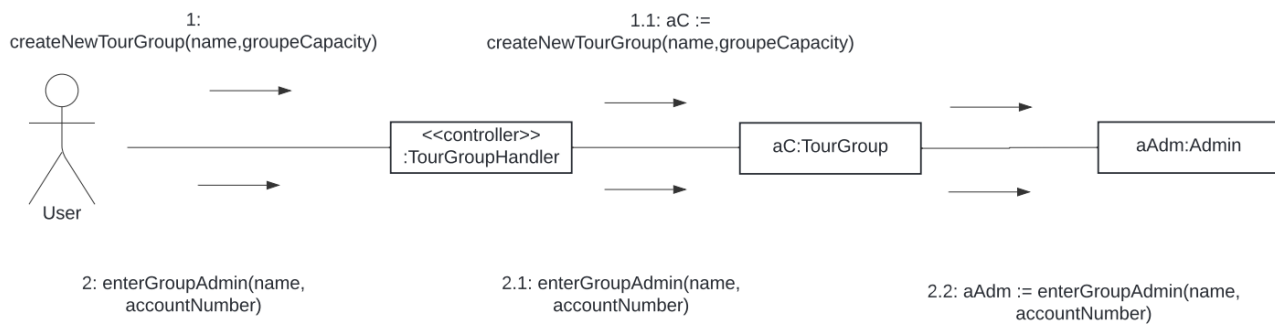 1:
createNewTourGroup(name,groupeCapacity)
1.1: aC :=
createNewTourGroup(name,groupeCapacity)
<<controller>>
:TourGroupHandler
aC:TourGroup
aAdm:Admin
User
2: enterGroupAdmin(name,
accountNumber)
2.1: enterGroupAdmin(name,
accountNumber)
2.2: aAdm := enterGroupAdmin(name,
accountNumber)